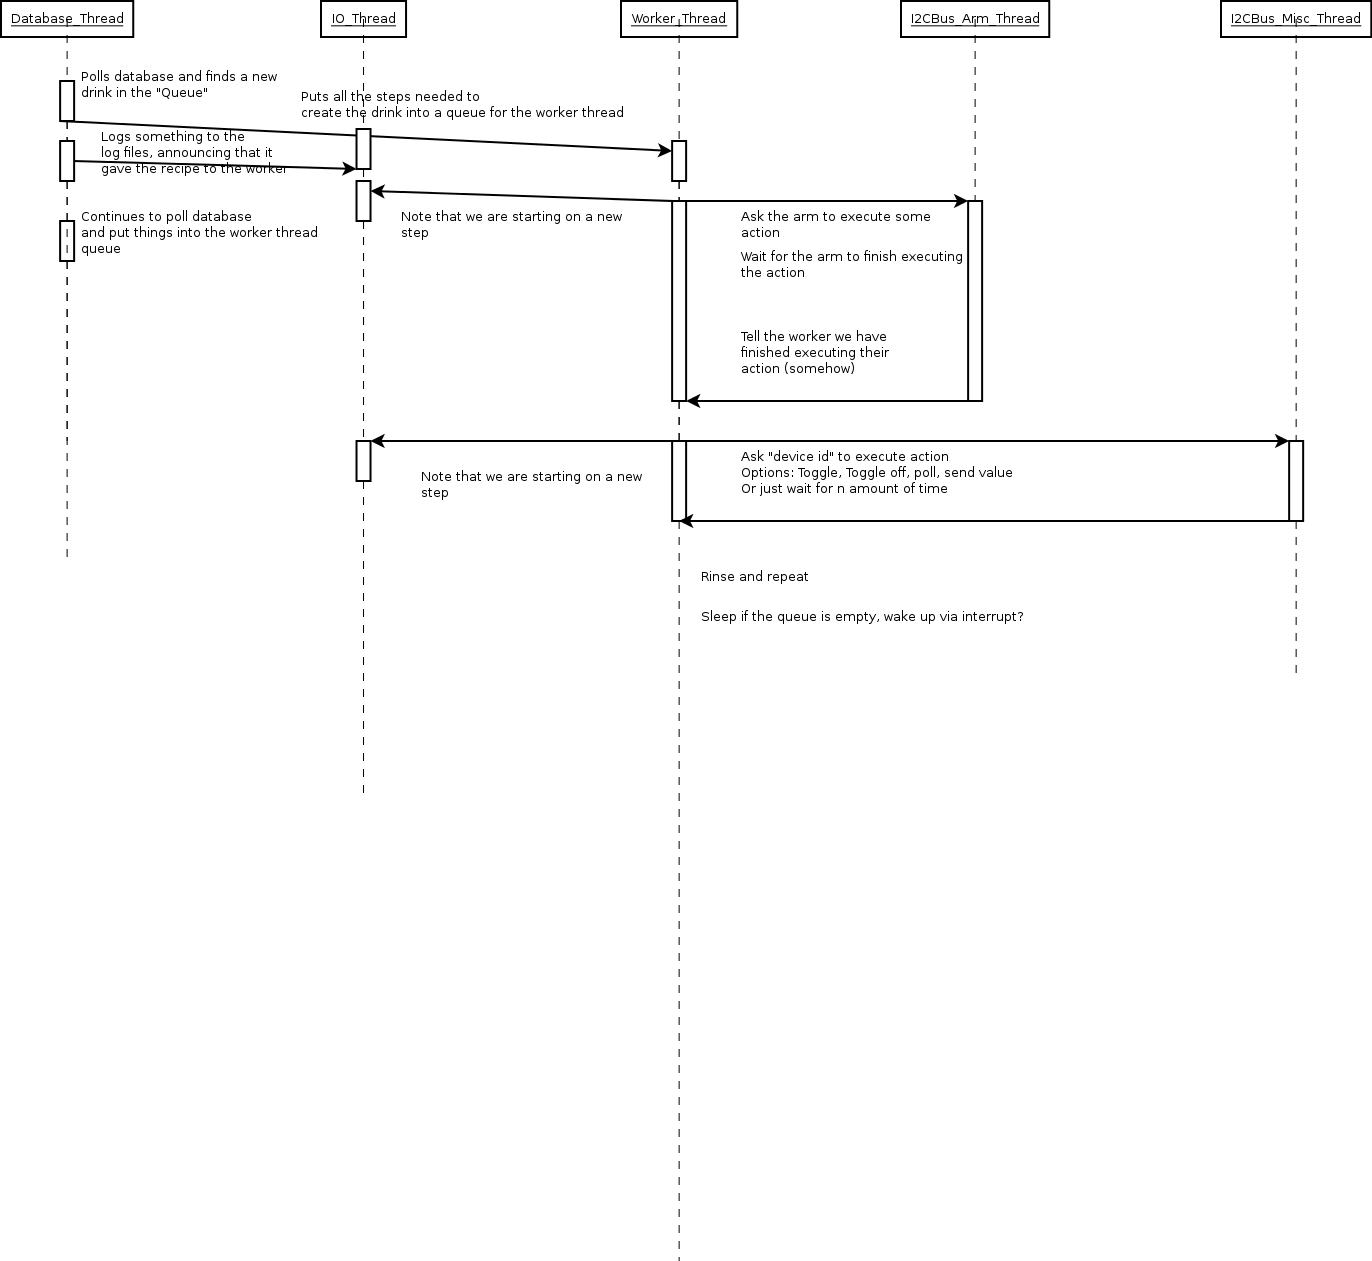 Database_Thread
IO_Thread
Worker_Thread
I2CBus_Arm_Thread
I2CBus_Misc_Thread
Polls database and finds a new
drink in the "Queue"
Puts all the steps needed to
create the drink into a queue for the worker thread
Logs something to the
log files, announcing that it
gave the recipe to the worker
Continues to poll database
and put things into the worker thread
queue
Note that we are starting on a new
step
Ask the arm to execute some
action
Wait for the arm to finish executing
the action
Tell the worker we have
finished executing their
action (somehow)
Note that we are starting on a new
step
Ask "device id" to execute action
Options: Toggle, Toggle off, poll, send value
Or just wait for n amount of time
Rinse and repeat
Sleep if the queue is empty, wake up via interrupt?